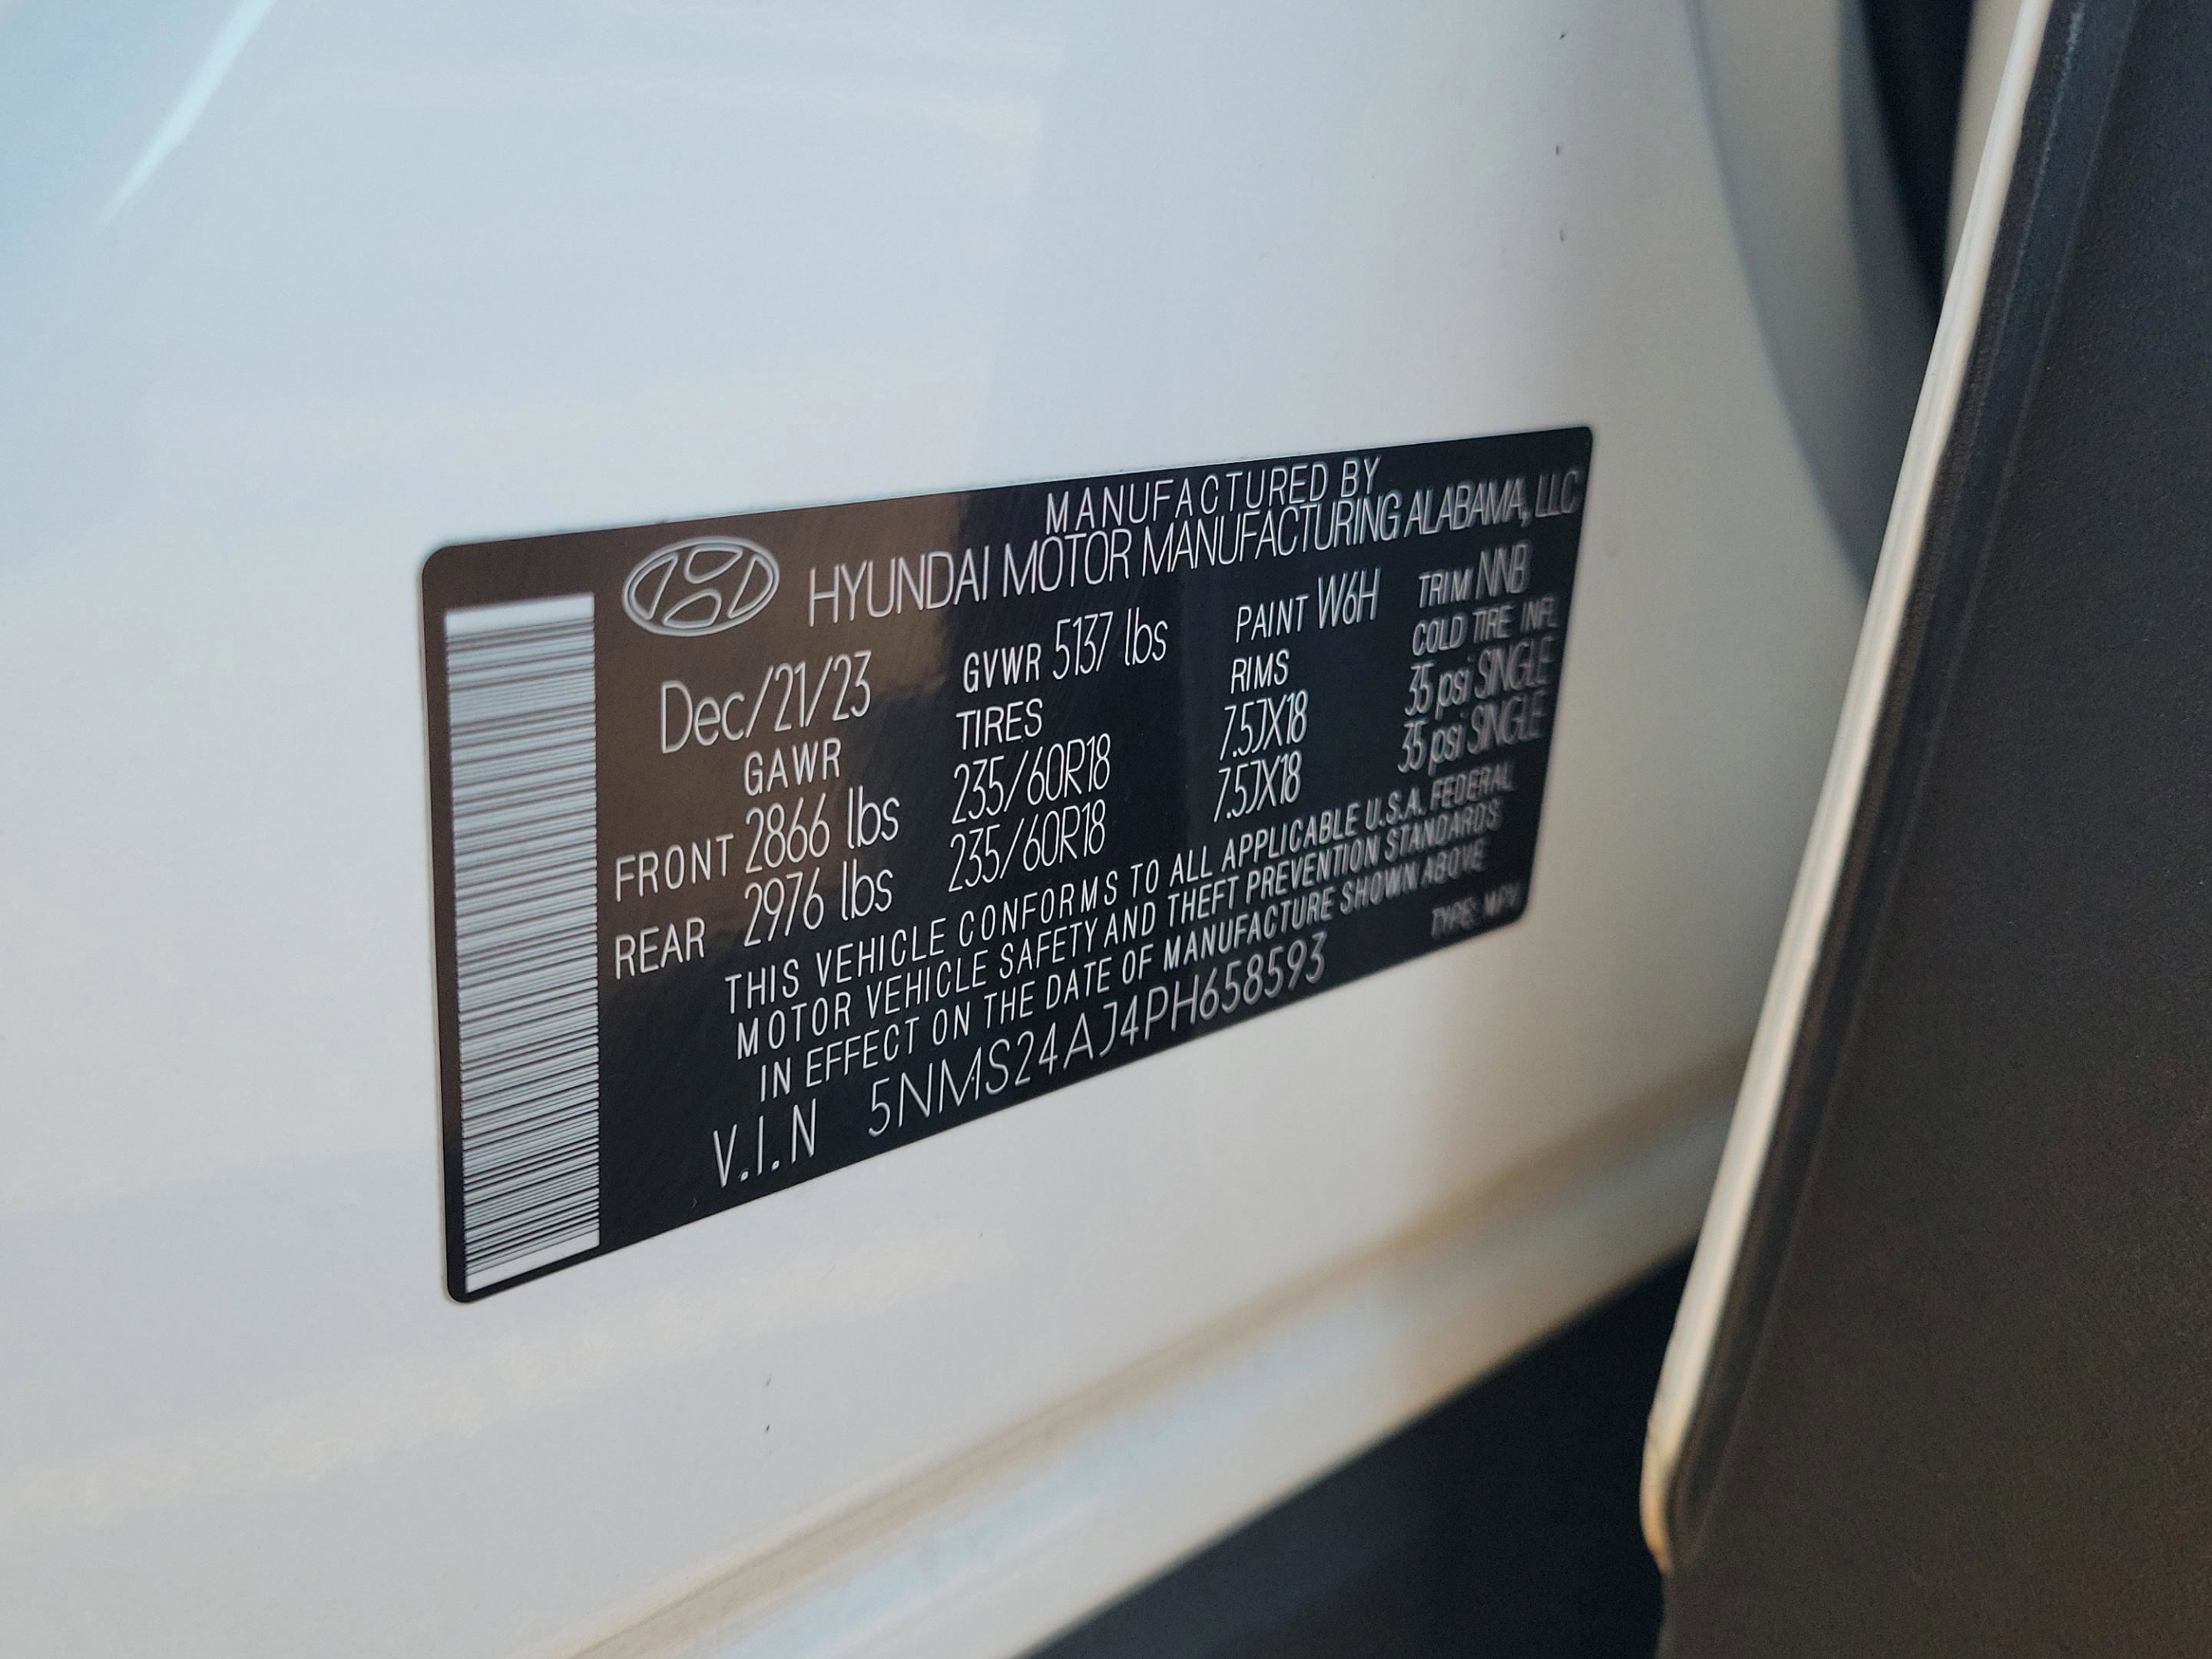 MANUFACTURED BY
HYUNDAI MOTOR MANUFACTURING ALABAMA, LLC
Dec/21/23 GVWR 5137 lbs PAINT W6H TRIM NNB
GAWR TIRES RIMS COLD TIRE INFL
FRONT 2866 lbs 235/60R18 7.5JX18 35 psi SINGLE
REAR 2976 lbs 235/60R18 7.5JX18 35 psi SINGLE
THIS VEHICLE CONFORMS TO ALL APPLICABLE U.S.A. FEDERAL
MOTOR VEHICLE SAFETY AND THEFT PREVENTION STANDARDS
IN EFFECT ON THE DATE OF MANUFACTURE SHOWN ABOVE
V.I.N 5NMS24AJ4PH658593 TYPE: MPV